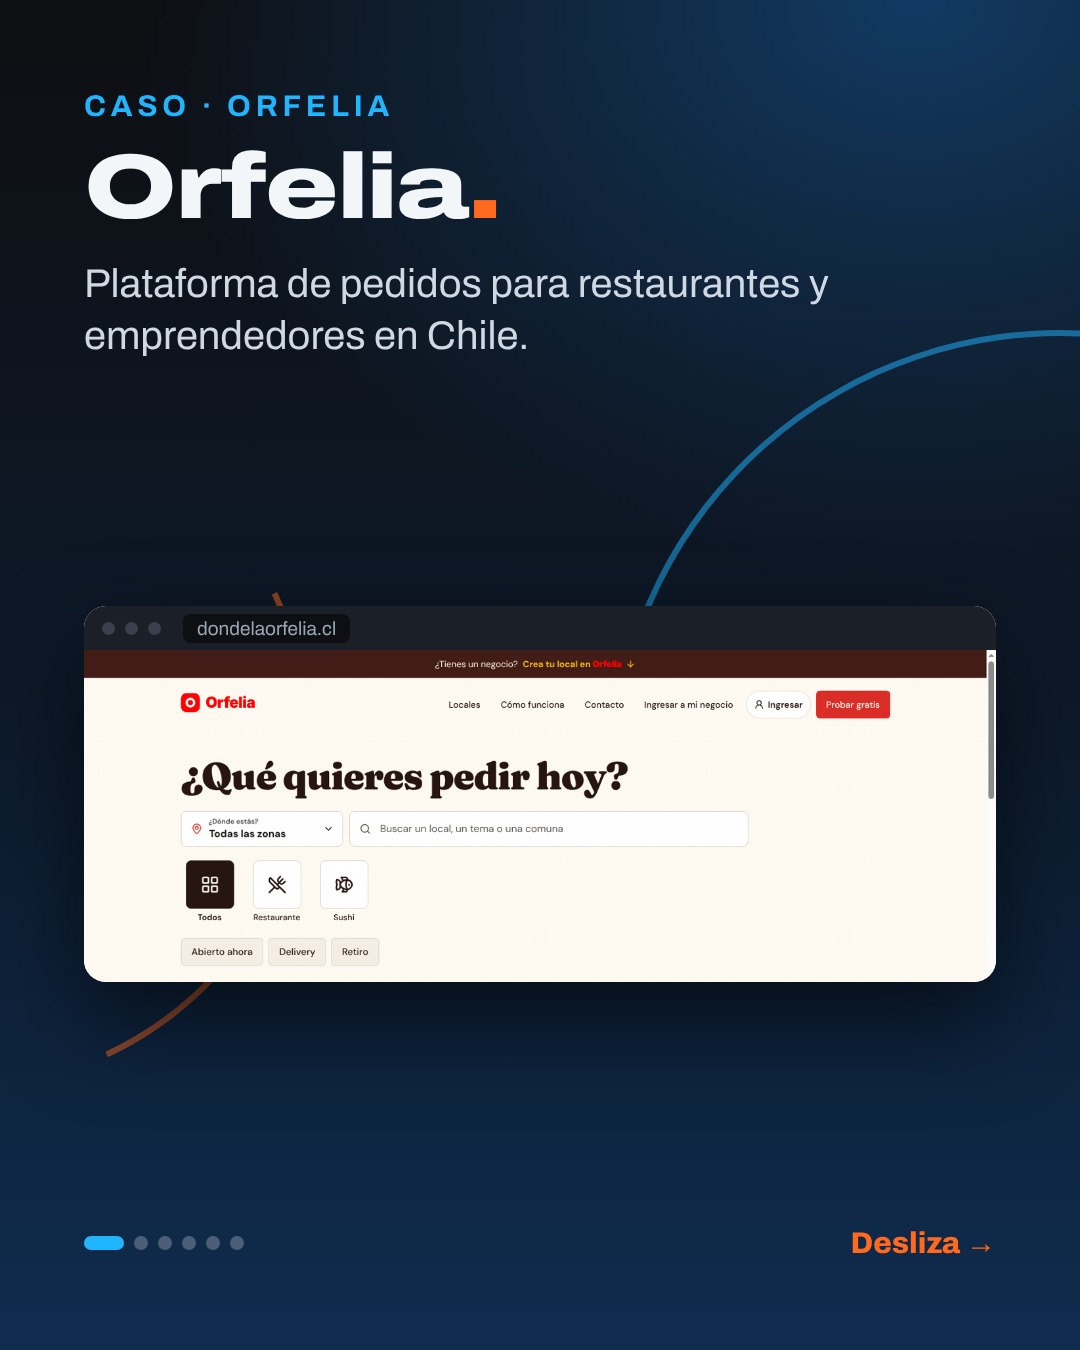 CASO · ORFELIA
Orfelia.
Plataforma de pedidos para restaurantes y
emprendedores en Chile.
dondelaorfelia.cl
¿Tienes un negocio? Crea tu local en Orfelia ↓
Orfelia
Locales Cómo funciona Contacto Ingresar a mi negocio Ingresar Probar gratis
¿Qué quieres pedir hoy?
¿Dónde estás?
Todas las zonas
Buscar un local, un tema o una comuna
Todos Restaurante Sushi
Abierto ahora Delivery Retiro
Desliza →